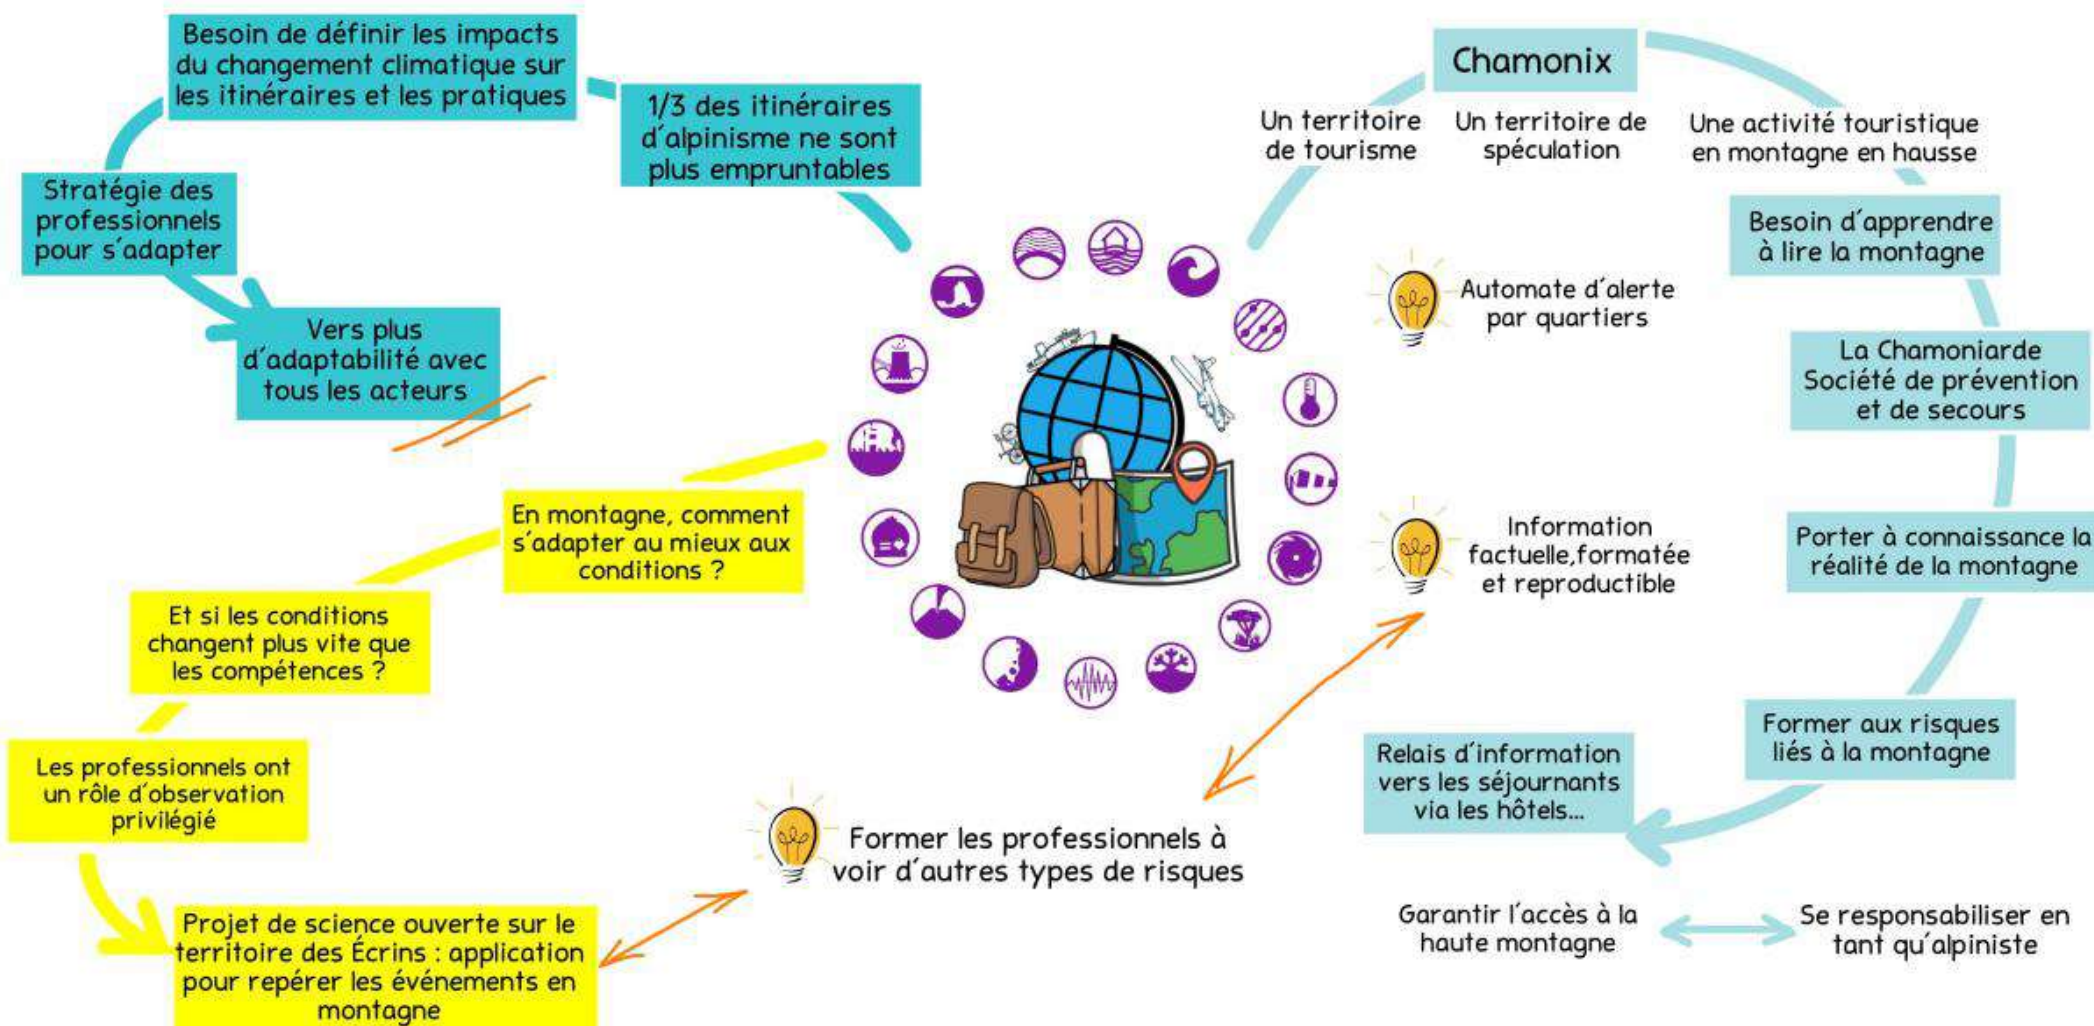 Besoin de définir les impacts
du changement climatique sur
les itinéraires et les pratiques
1/3 des itinéraires
d'alpinisme ne sont
plus empruntables
Stratégie des
professionnels
pour s'adapter
Vers plus
d'adaptabilité avec
tous les acteurs
En montagne, comment
s'adapter au mieux aux
conditions ?
Et si les conditions
changent plus vite que
les compétences ?
Les professionnels ont
un rôle d'observation
privilégié
Projet de science ouverte sur le
territoire des Écrins : application
pour repérer les événements en
montagne
Former les professionnels à
voir d'autres types de risques
Chamonix
Un territoire
de tourisme
Un territoire de
spéculation
Une activité touristique
en montagne en hausse
Besoin d'apprendre
à lire la montagne
Automate d'alerte
par quartiers
La Chamoniarde
Société de prévention
et de secours
Information
factuelle,formatée
et reproductible
Porter à connaissance la
réalité de la montagne
Former aux risques
liés à la montagne
Relais d'information
vers les séjournants
via les hôtels...
Garantir l'accès à la
haute montagne
Se responsabiliser en
tant qu'alpiniste